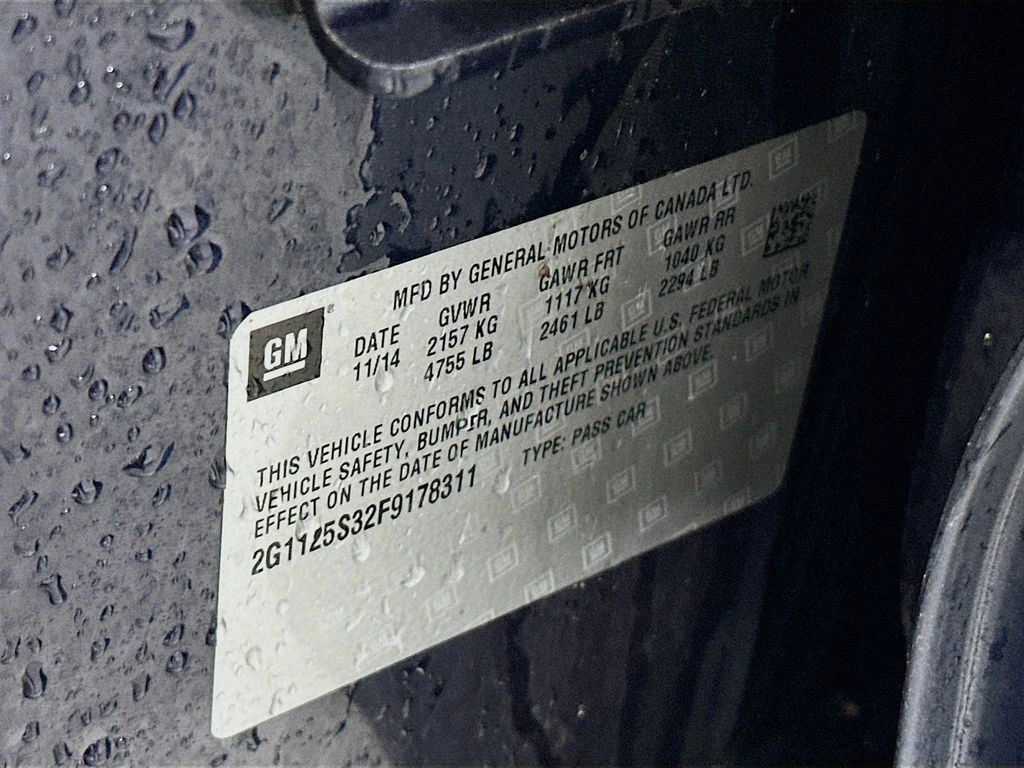 GM
MFD BY GENERAL MOTORS OF CANADA LTD.
DATE GVWR GAWR FRT GAWR RR
11/14 2157 KG 1117 KG 1040 KG
4755 LB 2461 LB 2294 LB
THIS VEHICLE CONFORMS TO ALL APPLICABLE U.S. FEDERAL MOTOR
VEHICLE SAFETY, BUMPER, AND THEFT PREVENTION STANDARDS IN
EFFECT ON THE DATE OF MANUFACTURE SHOWN ABOVE.
2G1125S32F9178311 TYPE: PASS CAR